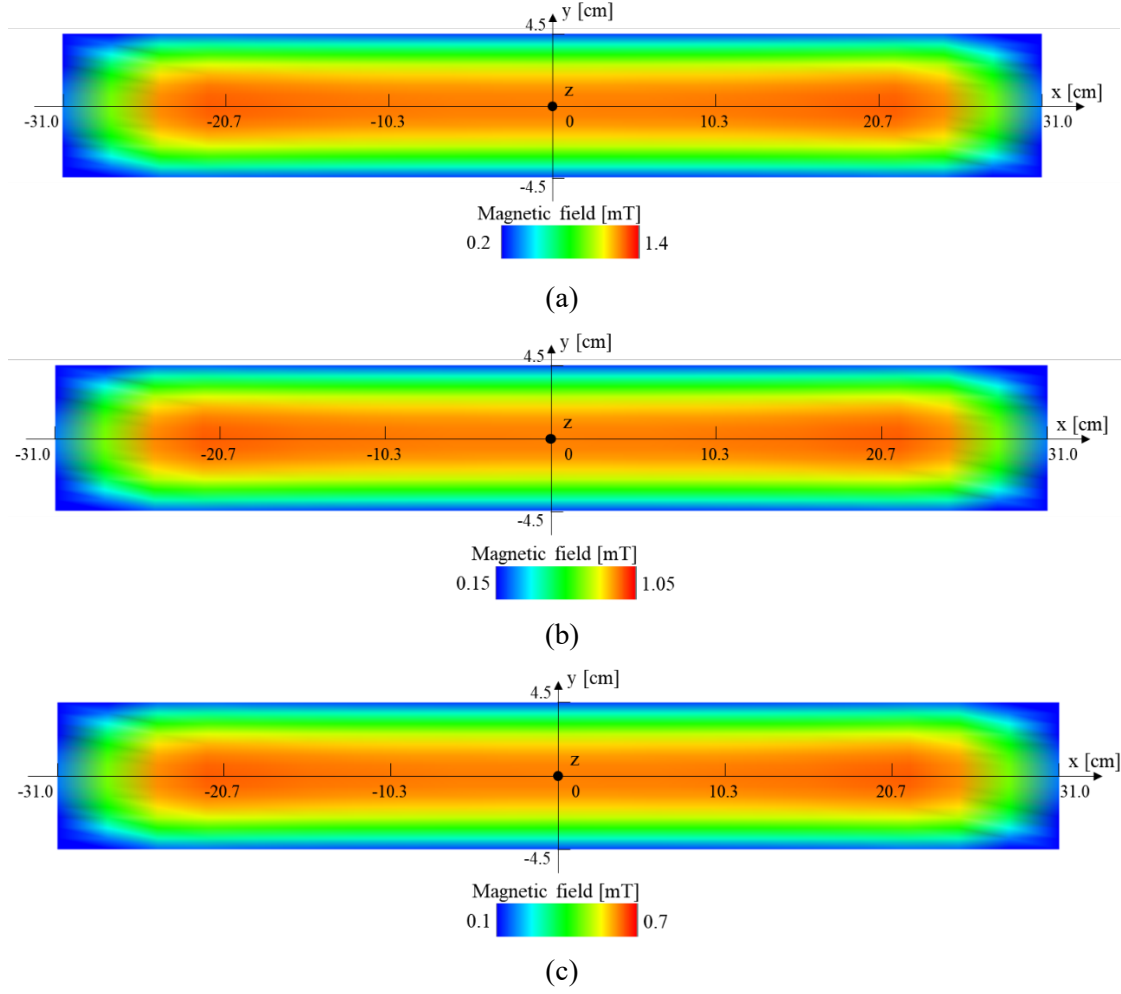 y [cm]
4.5
z
x [cm]
-31.0 -20.7 -10.3 0 10.3 20.7 31.0
-4.5
Magnetic field [mT]
0.2 1.4
(a)
y [cm]
4.5
z
x [cm]
-31.0 -20.7 -10.3 0 10.3 20.7 31.0
-4.5
Magnetic field [mT]
0.15 1.05
(b)
y [cm]
4.5
z
x [cm]
-31.0 -20.7 -10.3 0 10.3 20.7 31.0
-4.5
Magnetic field [mT]
0.1 0.7
(c)